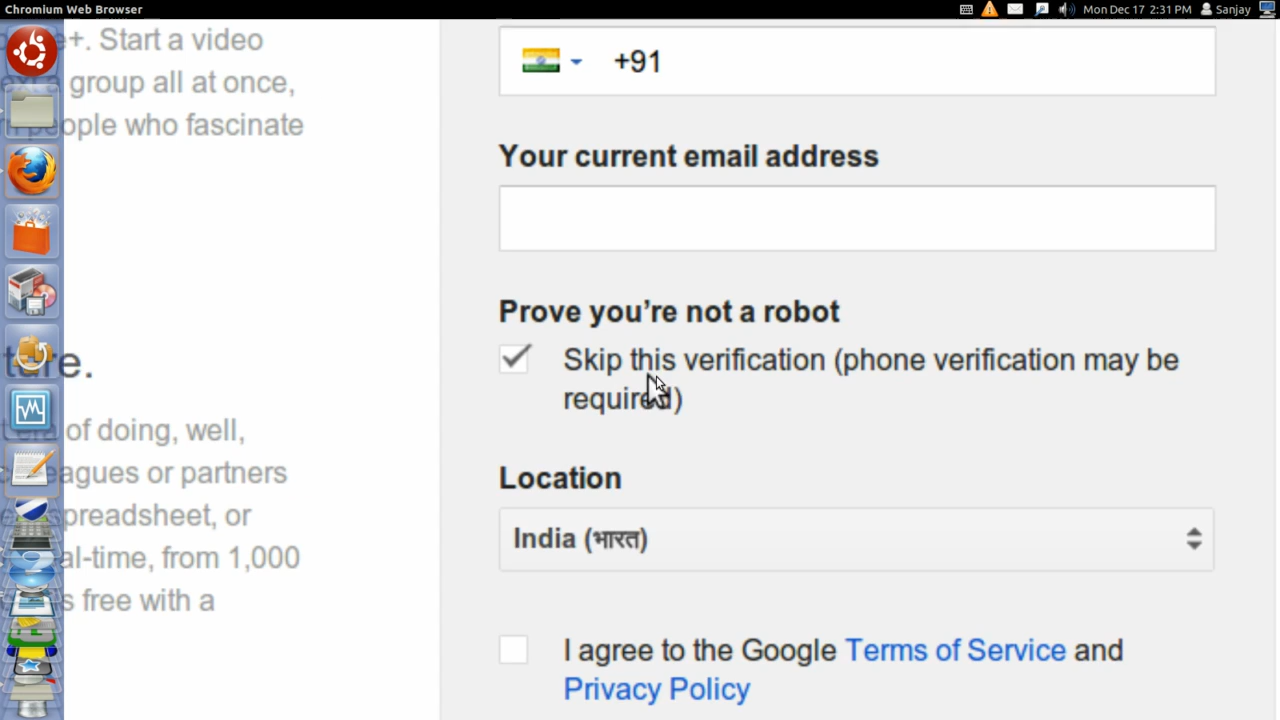 Chromium Web Browser
Mon Dec 17 2:31 PM Sanjay
e+. Start a video
a group all at once,
people who fascinate
+91
Your current email address
Prove you're not a robot
Skip this verification (phone verification may be
required)
ture.
of doing, well,
eagues or partners
spreadsheet, or
al-time, from 1,000
s free with a
Location
India (भारत)
I agree to the Google Terms of Service and
Privacy Policy